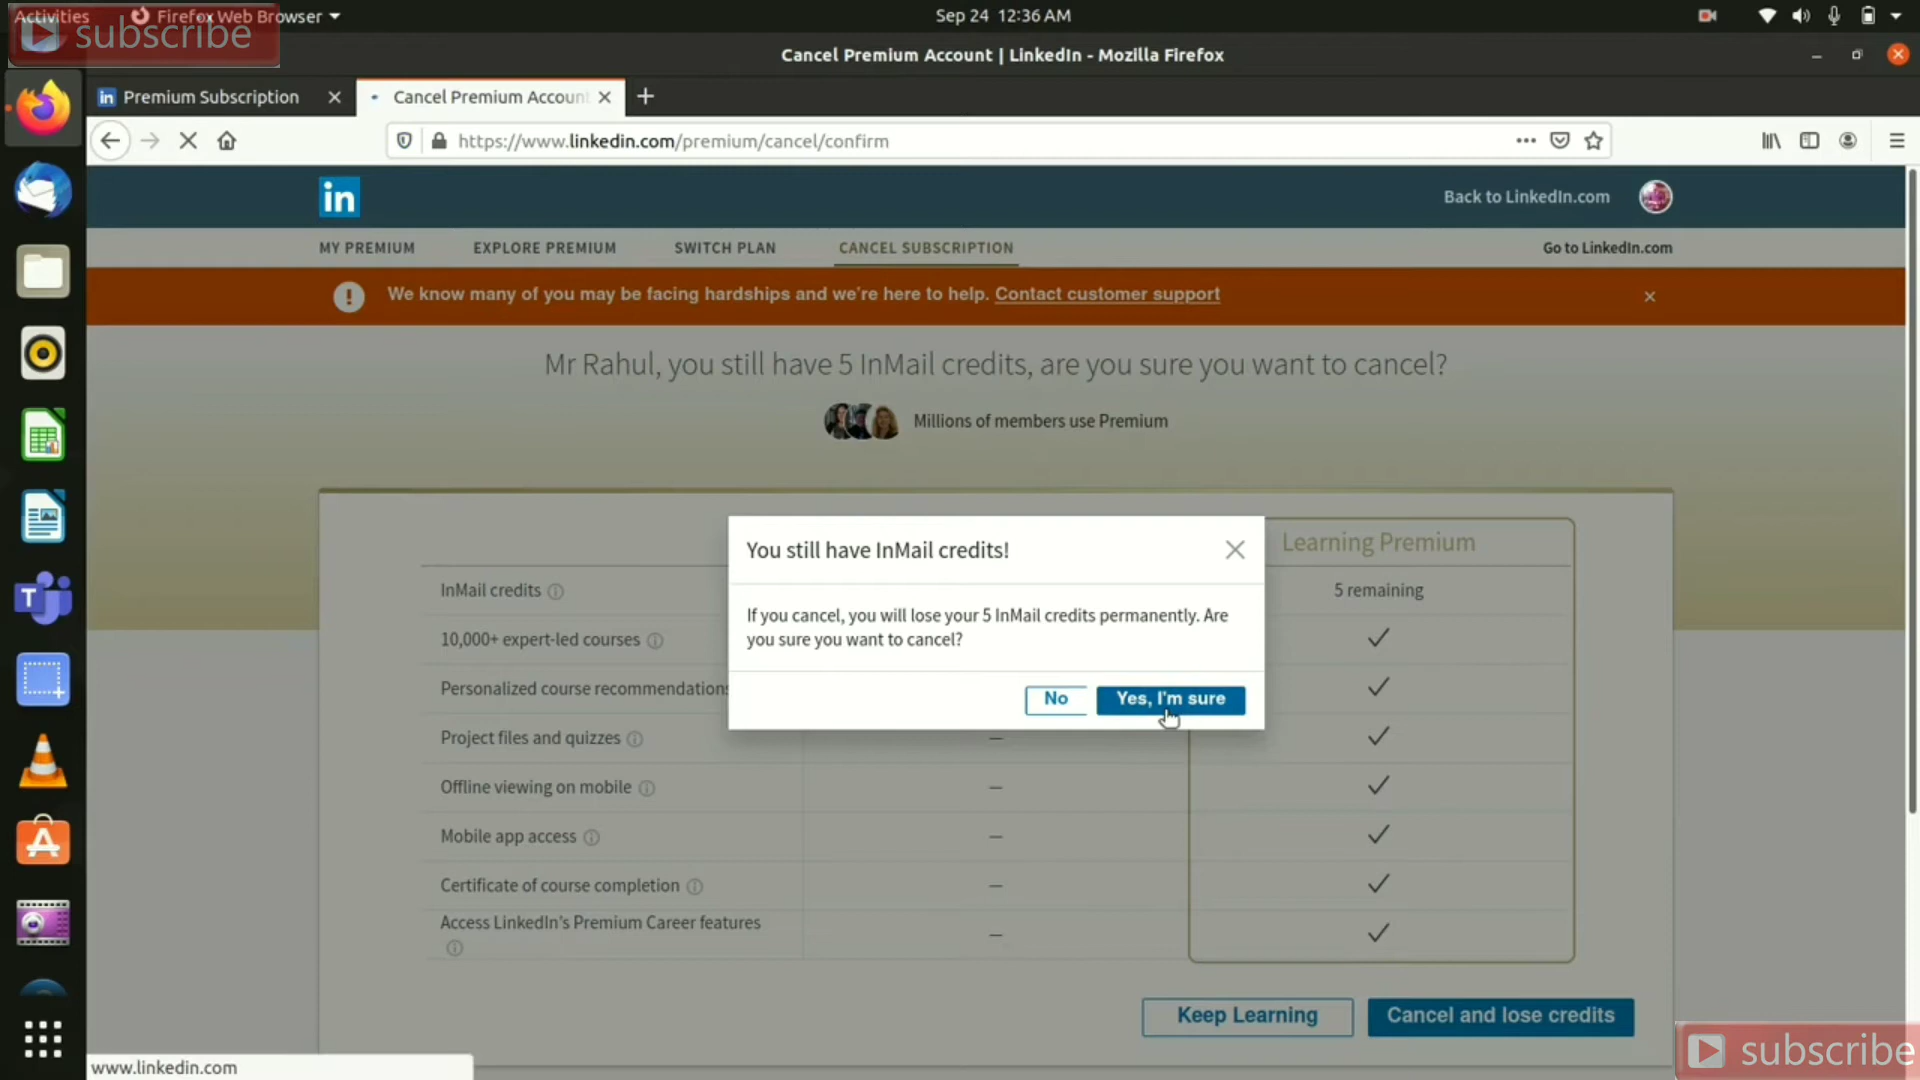 Activities
Firefox Web Browser
Sep 24 12:36 AM
subscribe
Cancel Premium Account | LinkedIn - Mozilla Firefox
in Premium Subscription
Cancel Premium Accoun
https://www.linkedin.com/premium/cancel/confirm
in
Back to LinkedIn.com
MY PREMIUM
EXPLORE PREMIUM
SWITCH PLAN
CANCEL SUBSCRIPTION
Go to LinkedIn.com
We know many of you may be facing hardships and we're here to help. Contact customer support
Mr Rahul, you still have 5 InMail credits, are you sure you want to cancel?
Millions of members use Premium
You still have InMail credits!
If you cancel, you will lose your 5 InMail credits permanently. Are
you sure you want to cancel?
No
Yes, I'm sure
Learning Premium
InMail credits
5 remaining
10,000+ expert-led courses
Personalized course recommendations
Project files and quizzes
Offline viewing on mobile
Mobile app access
Certificate of course completion
Access LinkedIn's Premium Career features
Keep Learning
Cancel and lose credits
subscribe
www.linkedin.com